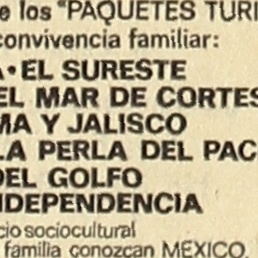 e los "PAQUETES TURI
convivencia familiar:
A•EL SURESTE
EL MAR DE CORTES
MA Y JALISCO
LA PERLA DEL PAC
DEL GOLFO
NDEPENDENCIA
cio sociocultural
familia conozcan MEXICO.